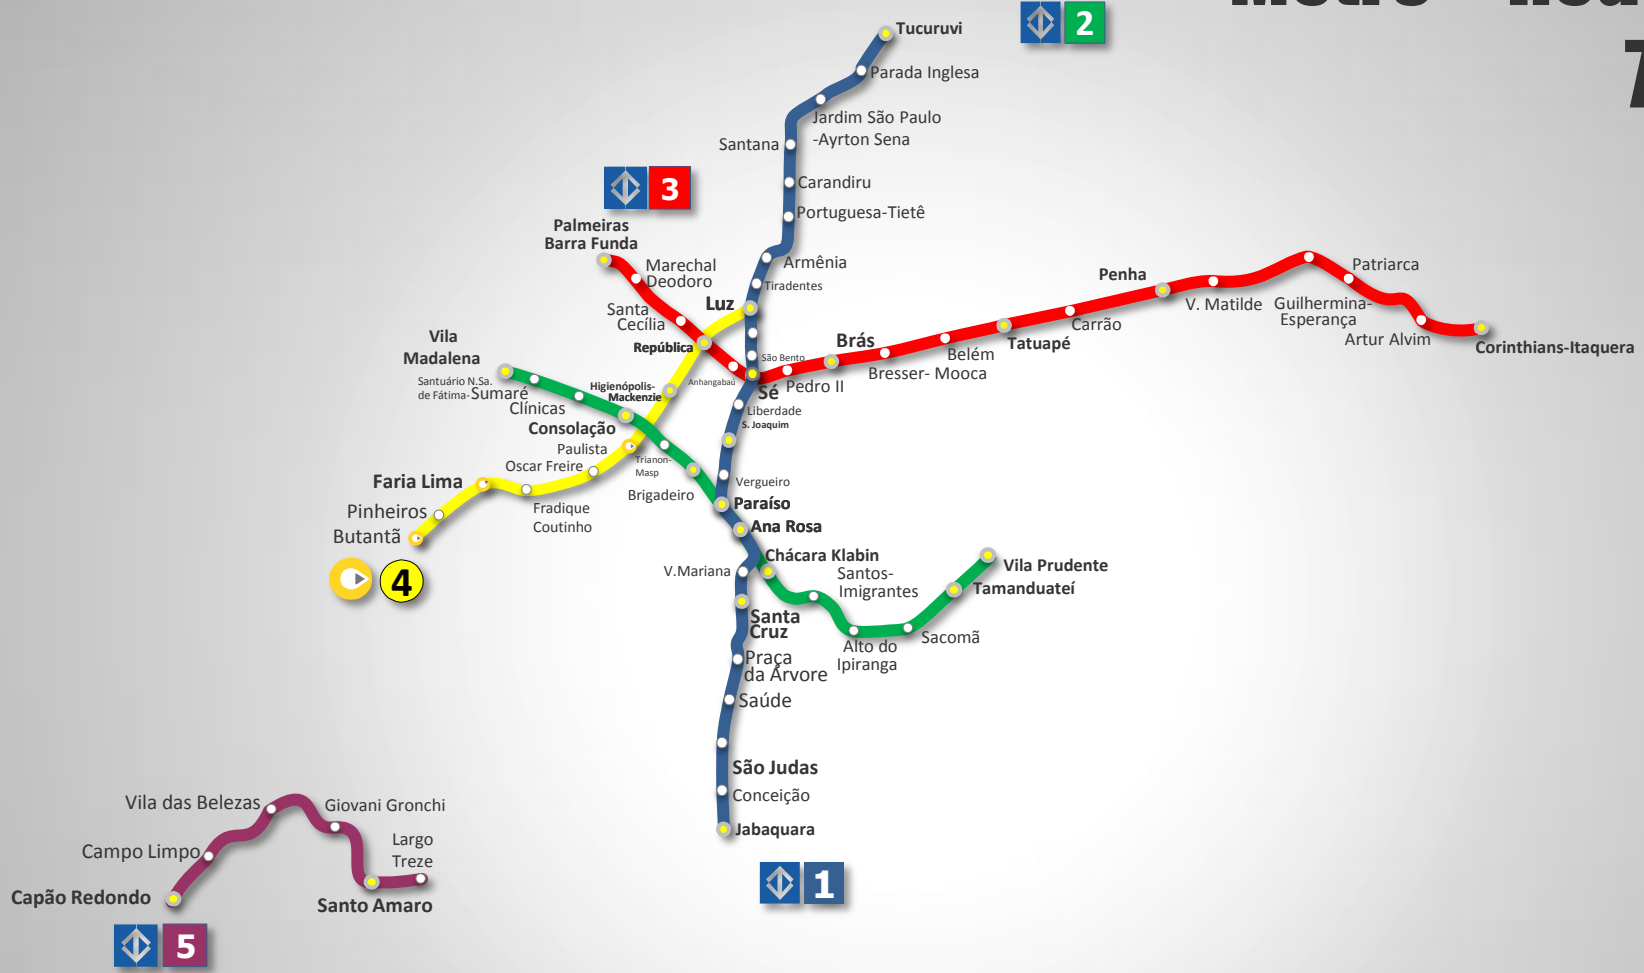 Tucuruvi
2
Parada Inglesa
Jardim São Paulo
-Ayrton Sena
Santana
Carandiru
Portuguesa-Tietê
3
Palmeiras
Barra Funda
Marechal
Deodoro
Armênia
Tiradentes
Santa
Cecília
Luz
República
São Bento
Anhangabaú
Sé
Pedro II
Brás
Bresser- Mooca
Belém
Tatuapé
Carrão
Penha
V. Matilde
Guilhermina-
Esperança
Patriarca
Artur Alvim
Corinthians-Itaquera
Vila
Madalena
Santuário N.Sa.
de Fátima- Sumaré
Clínicas
Higienópolis-
Mackenzie
Consolação
Liberdade
S. Joaquim
Paulista
Oscar Freire
Trianon-
Masp
Vergueiro
Brigadeiro
Faria Lima
Fradique
Coutinho
Pinheiros
Butantã
4
Paraíso
Ana Rosa
Chácara Klabin
V.Mariana
Santos-
Imigrantes
Vila Prudente
Tamanduateí
Sacomã
Alto do
Ipiranga
Santa
Cruz
Praça
da Árvore
Saúde
São Judas
Conceição
Jabaquara
1
Vila das Belezas
Giovani Gronchi
Campo Limpo
Largo
Treze
Capão Redondo
Santo Amaro
5